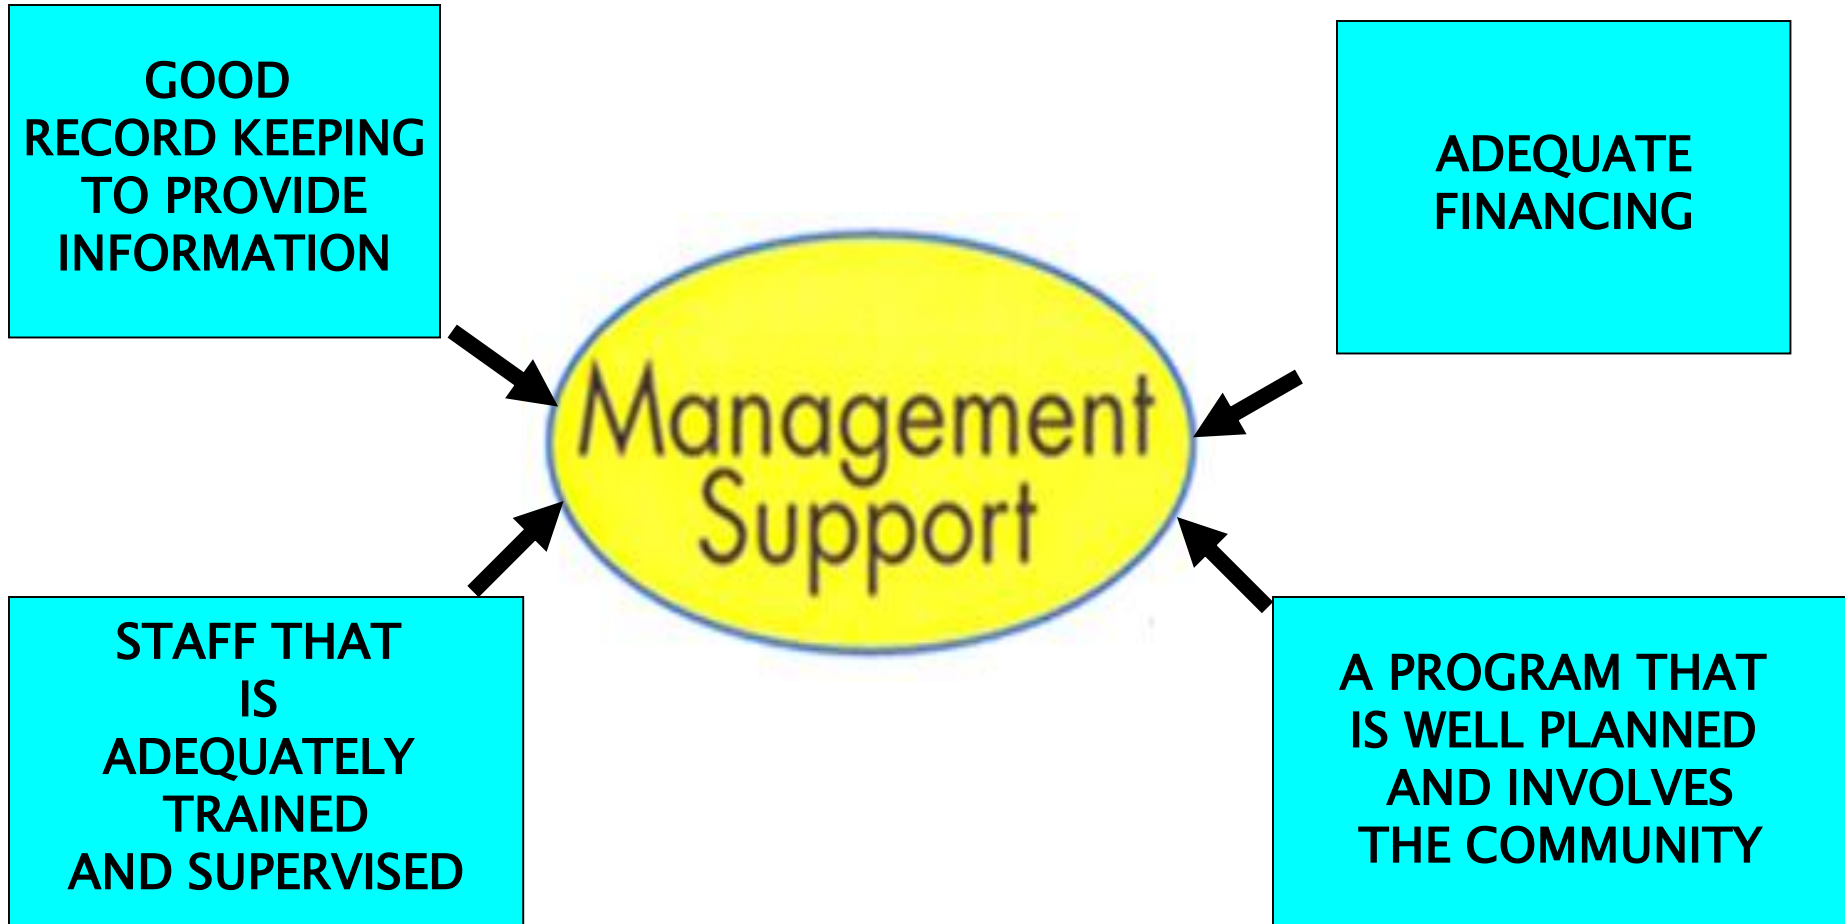 GOOD
RECORD KEEPING
TO PROVIDE
INFORMATION
ADEQUATE
FINANCING
Management
Support
STAFF THAT
IS
ADEQUATELY
TRAINED
AND SUPERVISED
A PROGRAM THAT
IS WELL PLANNED
AND INVOLVES
THE COMMUNITY